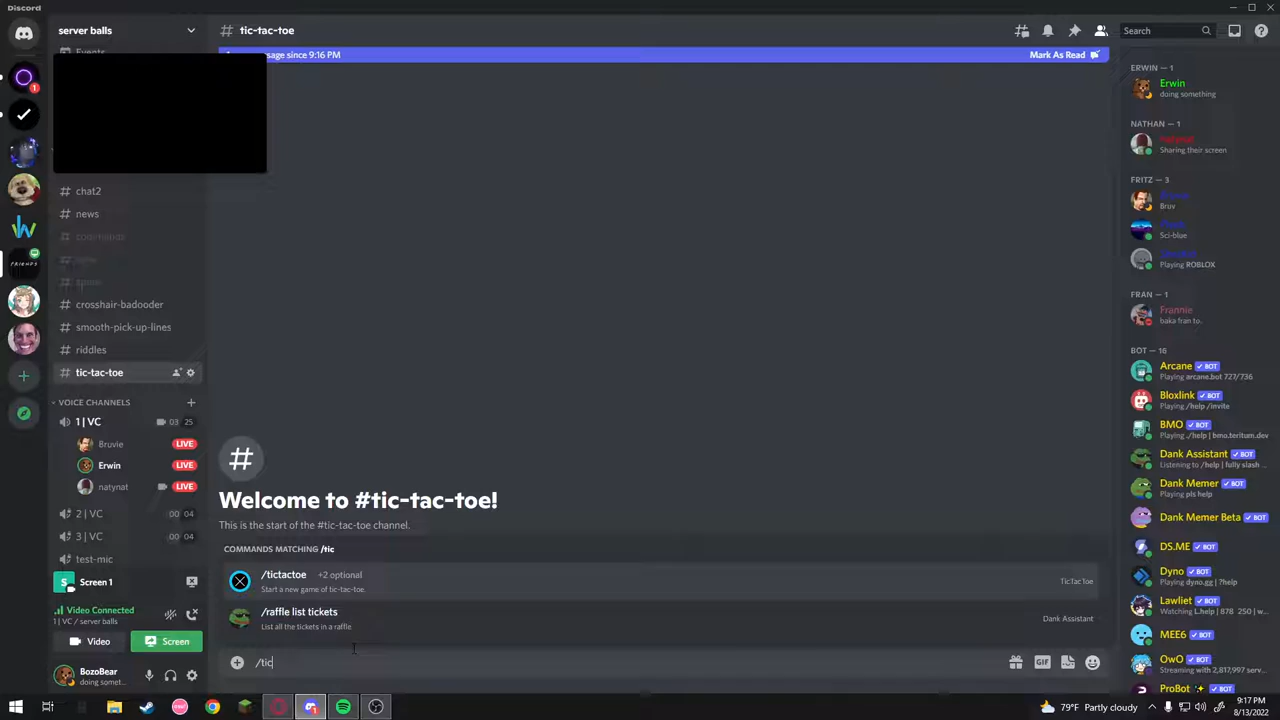 Discord
server balls
# tic-tac-toe
Search
Events
ssage since 9:16 PM
Mark As Read
1
# chat2
# news
# crosshair-badooder
# smooth-pick-up-lines
# riddles
# tic-tac-toe
VOICE CHANNELS
1 | VC 03 25
Bruvie LIVE
Erwin LIVE
natynat LIVE
2 | VC 00 04
3 | VC 00 04
test-mic
S Screen 1
Video Connected
1 | VC / server balls
Video
Screen
BozoBear
doing somet...
Welcome to #tic-tac-toe!
This is the start of the #tic-tac-toe channel.
COMMANDS MATCHING /tic
/tictactoe +2 optional
Start a new game of tic-tac-toe.
TicTacToe
/raffle list tickets
List all the tickets in a raffle
Dank Assistant
/tic
GIF
ERWIN — 1
Erwin
doing something
NATHAN — 1
Sharing their screen
FRITZ — 3
Bruv
Sci-blue
Playing ROBLOX
FRAN — 1
Frannie
baka fran to.
BOT — 16
Arcane BOT
Playing arcane.bot 727/736
Bloxlink BOT
Playing /help /invite
BMO BOT
Playing ./help | bmo.teritum.dev
Dank Assistant BOT
Listening to /help | fully slash ...
Dank Memer BOT
Playing pls help
Dank Memer Beta BOT
DS.ME BOT
Dyno BOT
Playing dyno.gg | ?help
Lawliet BOT
Watching L.help | 878 250 | w...
MEE6 BOT
OwO BOT
Streaming with 2,817,997 serv...
ProBot BOT
79°F Partly cloudy
9:17 PM
8/13/2022